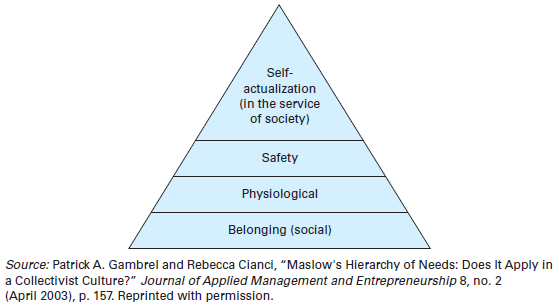 Self-
actualization
(in the service
of society)
Safety
Physiological
Belonging (social)
Source: Patrick A. Gambrel and Rebecca Cianci, “Maslow's Hierarchy of Needs: Does It Apply in
a Collectivist Culture?” Journal of Applied Management and Entrepreneurship 8, no. 2
(April 2003), p. 157. Reprinted with permission.